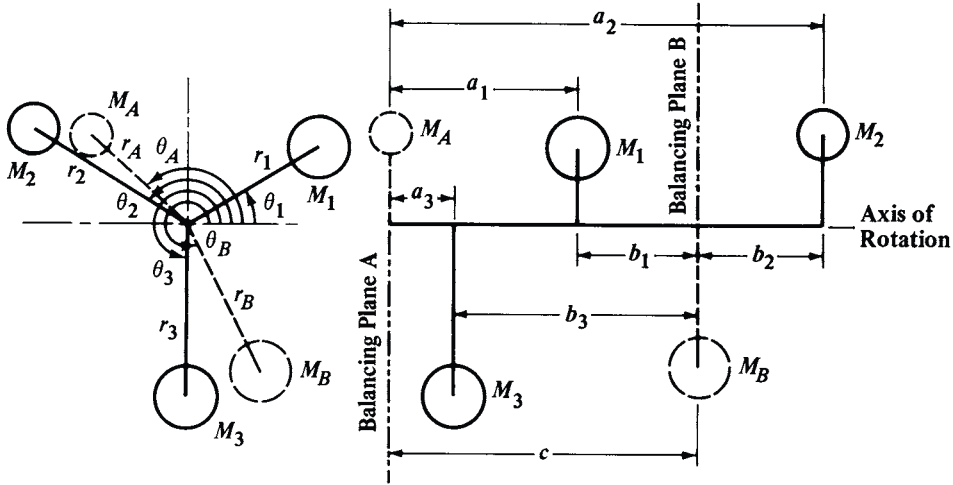 M_A
r_A
θ_A
M_2
r_2
θ_2
r_1
M_1
θ_1
θ_B
θ_3
r_3
r_B
M_B
M_3
a_2
a_1
M_A
M_1
Balancing Plane B
M_2
a_3
Axis of
Rotation
b_1
b_2
Balancing Plane A
b_3
M_3
M_B
c